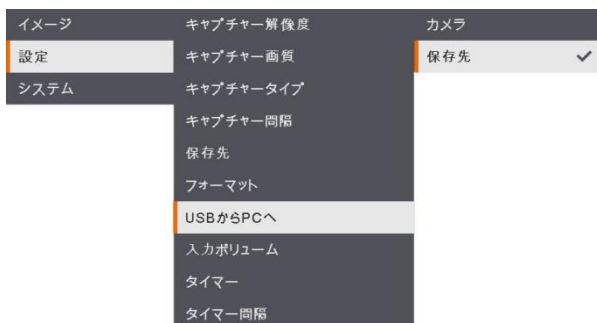 イメージ
設定
システム
キャプチャー解像度
キャプチャー画質
キャプチャータイプ
キャプチャー間隔
保存先
フォーマット
USBからPCへ
入力ボリューム
タイマー
タイマー間隔
カメラ
保存先